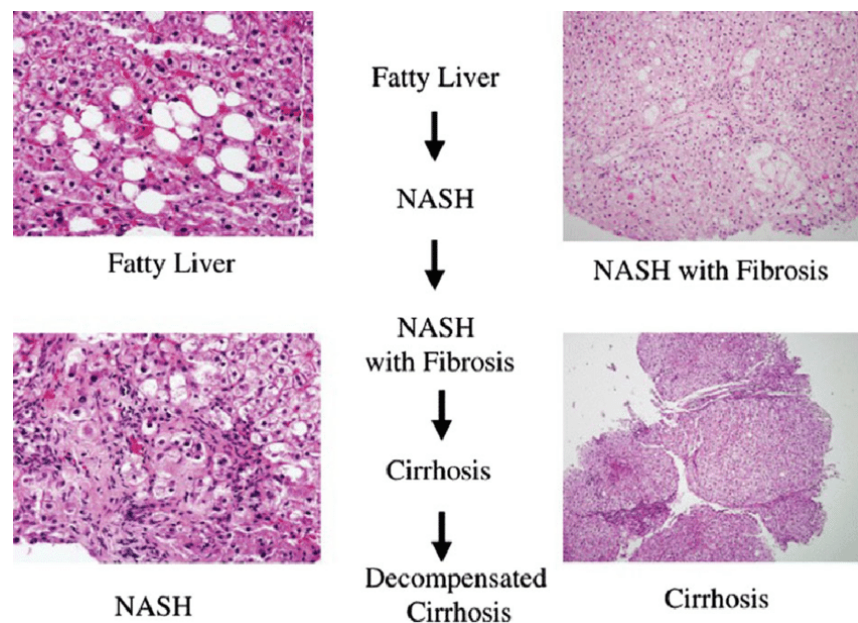 Fatty Liver
NASH
NASH
with Fibrosis
Cirrhosis
Decompensated
Cirrhosis
Fatty Liver
NASH
NASH with Fibrosis
Cirrhosis